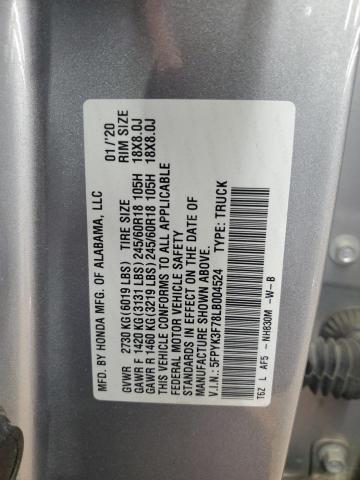 MFD. BY HONDA MFG. OF ALABAMA, LLC 01/'20
GVWR 2730 KG (6019 LBS) TIRE SIZE RIM SIZE
GAWR F 1420 KG (3131 LBS) 245/60R18 105H 18X8.0J
GAWR R 1460 KG (3219 LBS) 245/60R18 105H 18X8.0J
THIS VEHICLE CONFORMS TO ALL APPLICABLE
FEDERAL MOTOR VEHICLE SAFETY
STANDARDS IN EFFECT ON THE DATE OF
MANUFACTURE SHOWN ABOVE.
V.I.N.: 5FPYK3F78LB004524 TYPE: TRUCK
T6Z L AF5 - NH830M -W-B